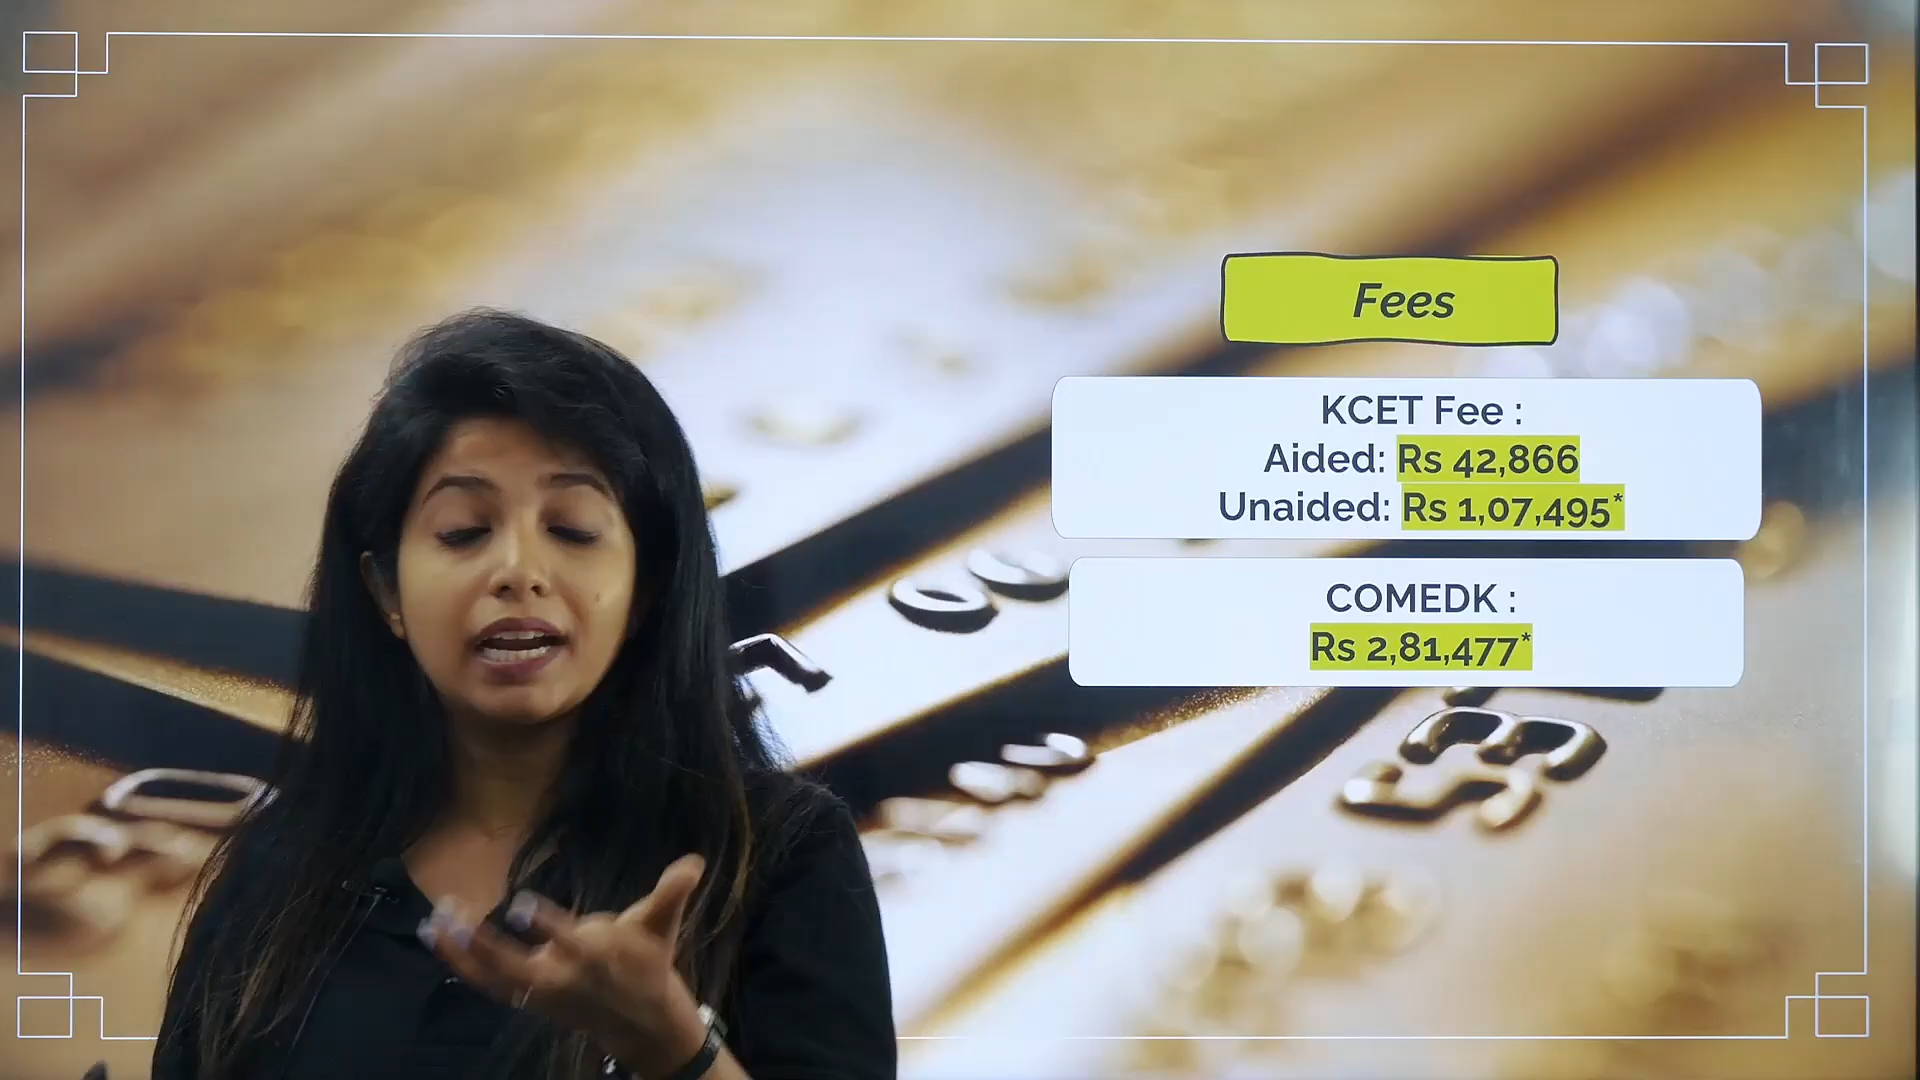 Fees
KCET Fee :
Aided: Rs 42,866
Unaided: Rs 1,07,495*
COMEDK :
Rs 2,81,477*